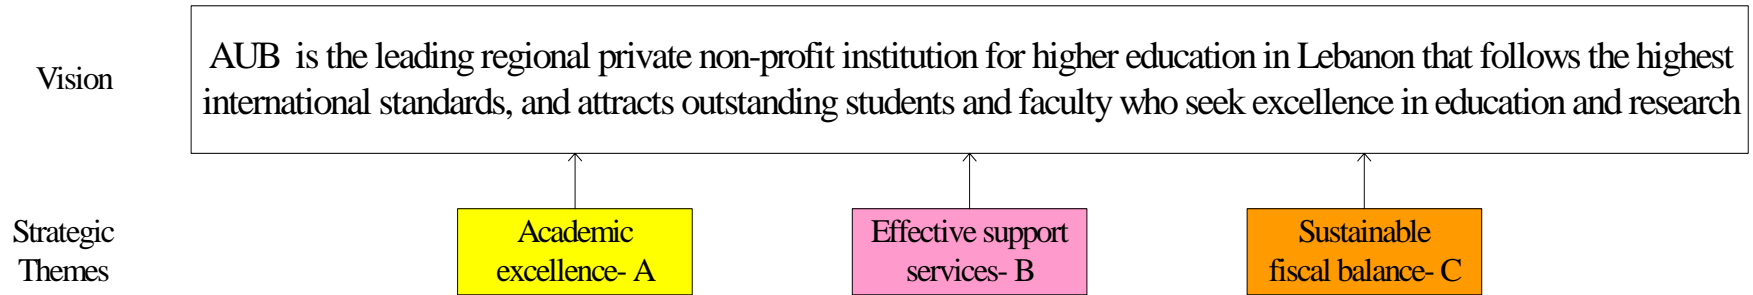 Vision
AUB is the leading regional private non-profit institution for higher education in Lebanon that follows the highest
international standards, and attracts outstanding students and faculty who seek excellence in education and research
Strategic
Themes
Academic
excellence- A
Effective support
services- B
Sustainable
fiscal balance- C